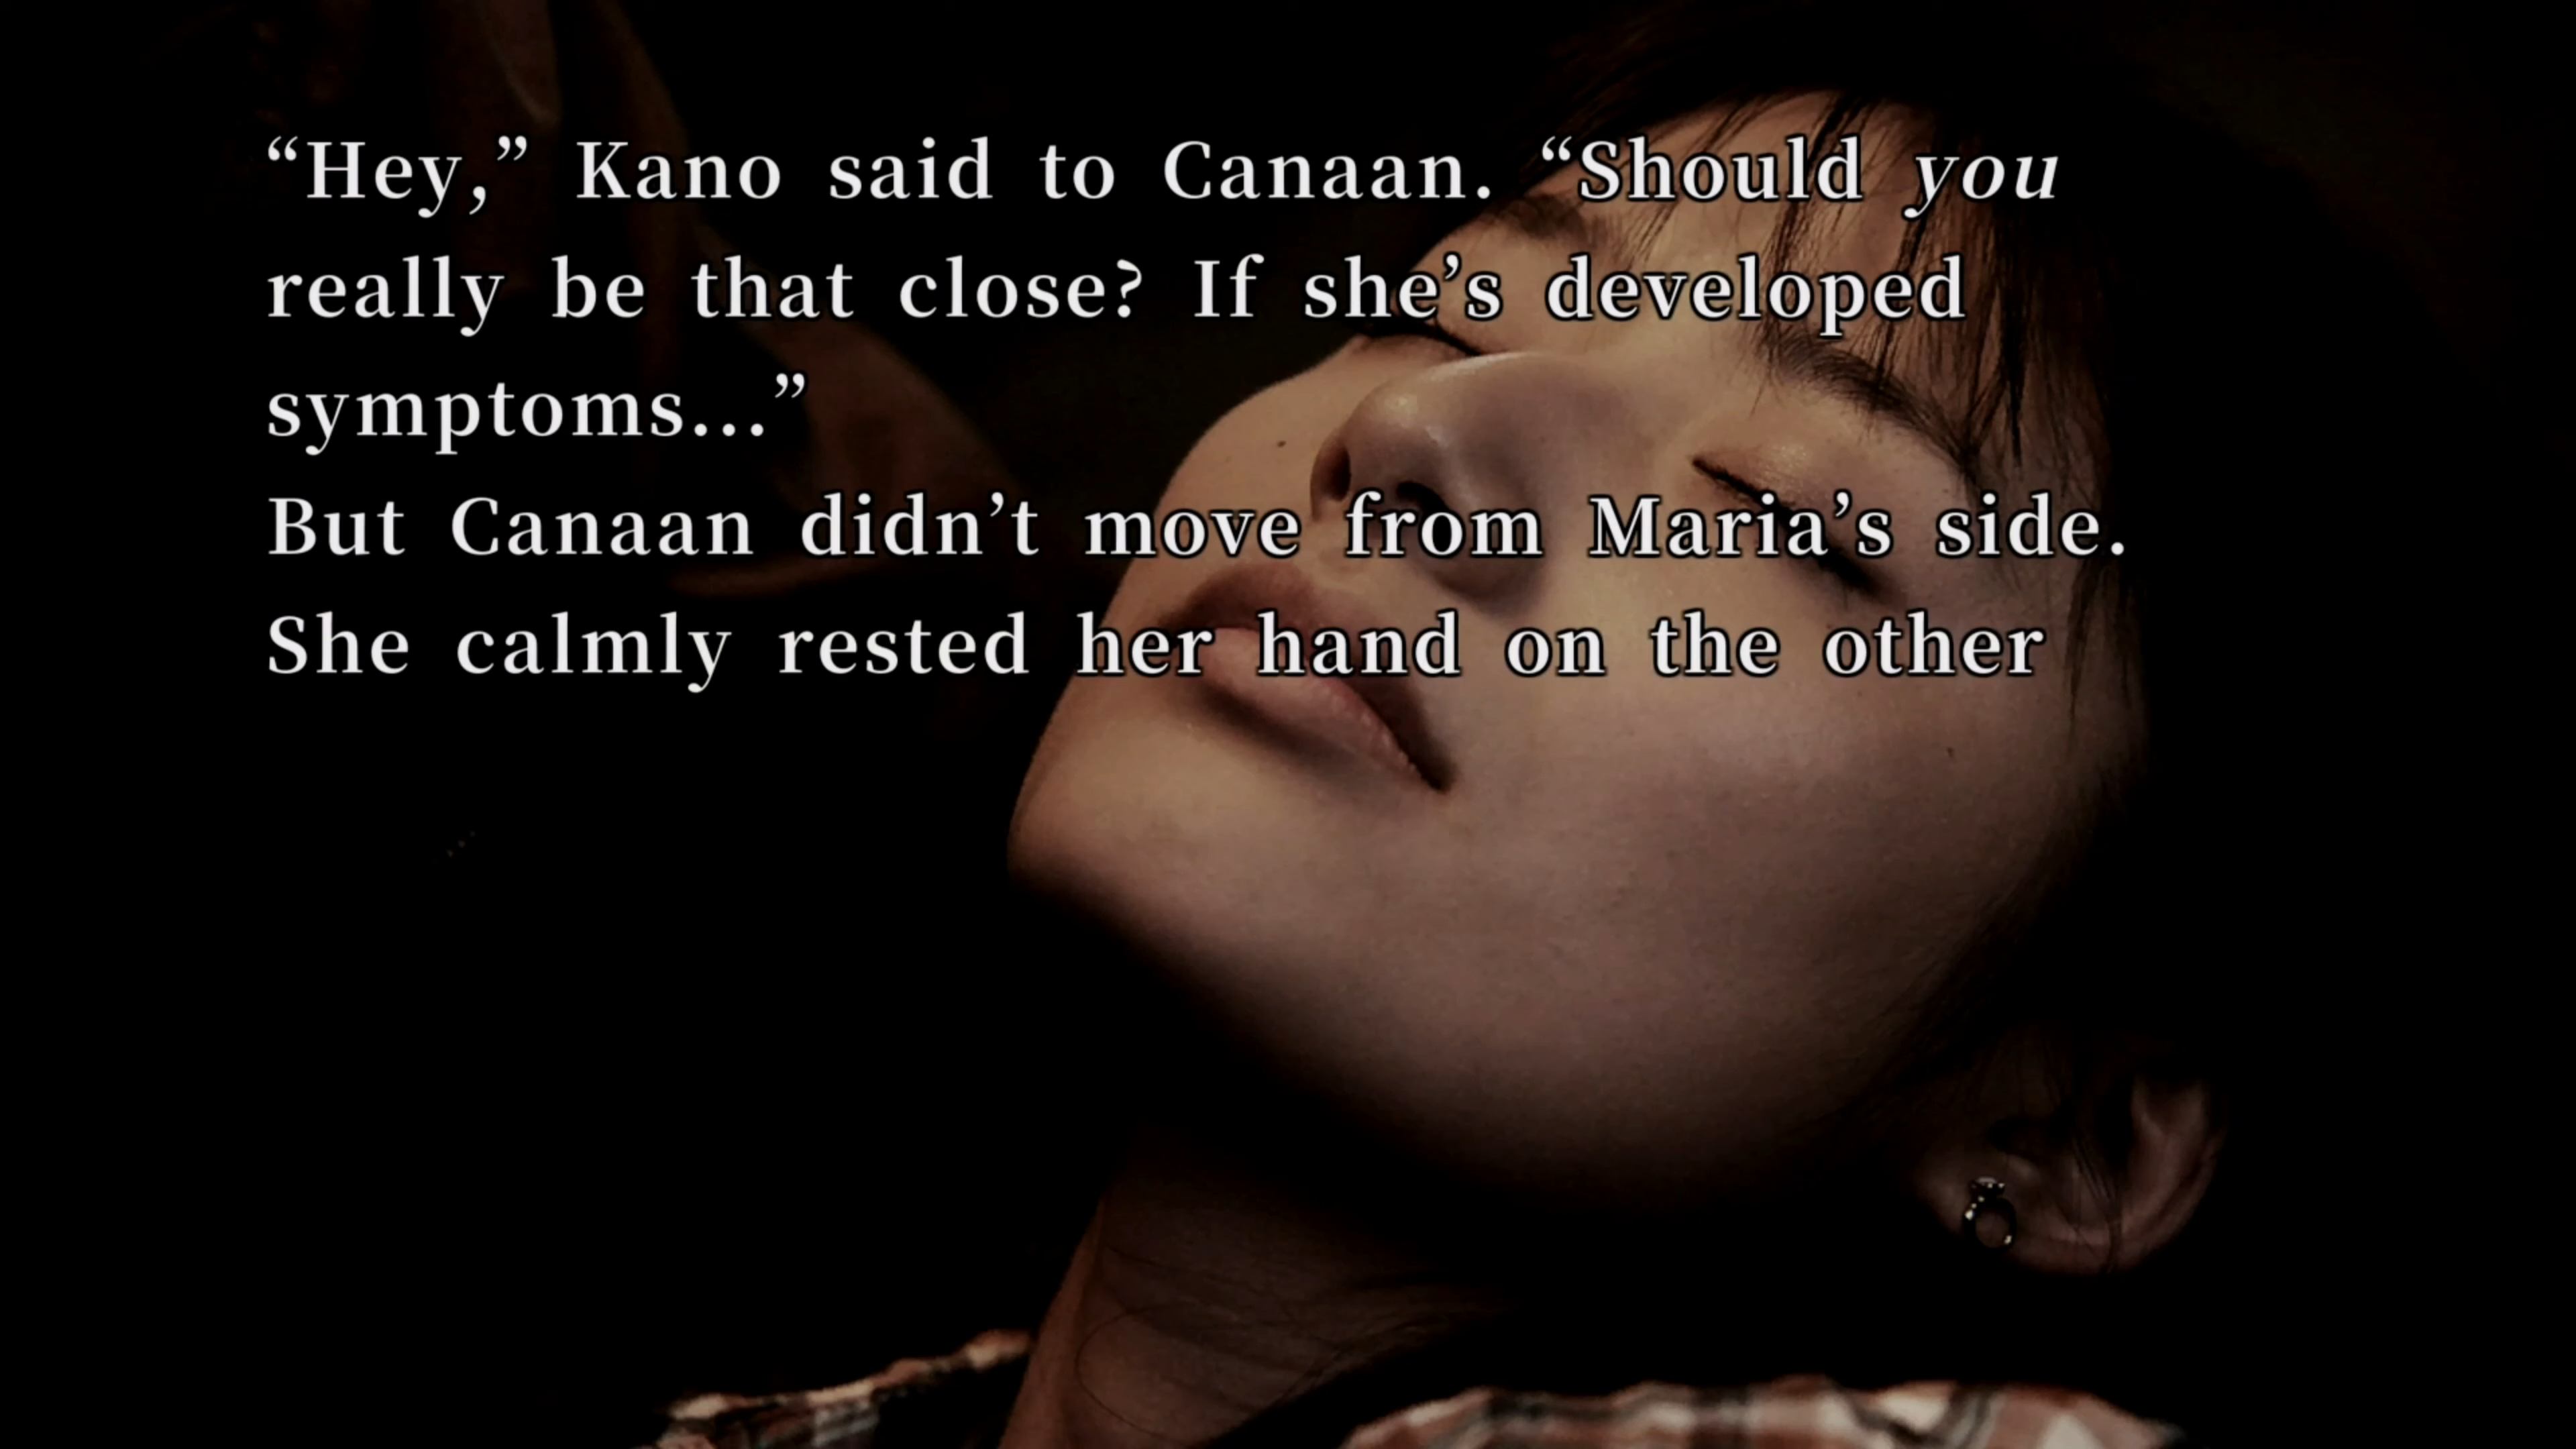 “Hey,” Kano said to Canaan. “Should you
really be that close? If she’s developed
symptoms...”
But Canaan didn’t move from Maria’s side.
She calmly rested her hand on the other